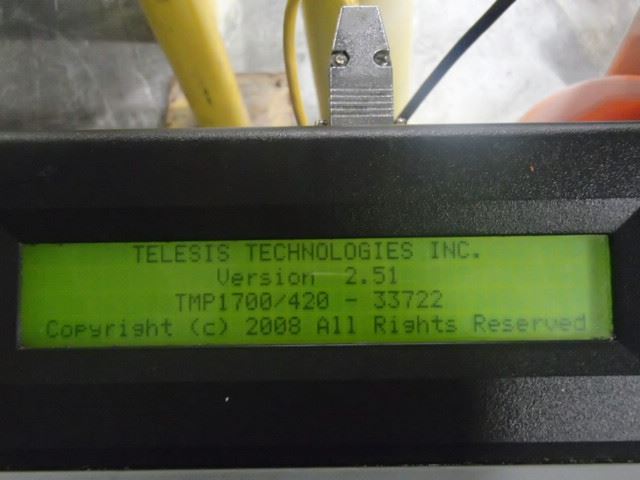 TELESIS TECHNOLOGIES INC.
Version 2.51
TMP1700/420 - 33722
Copyright (c) 2008 All Rights Reserved